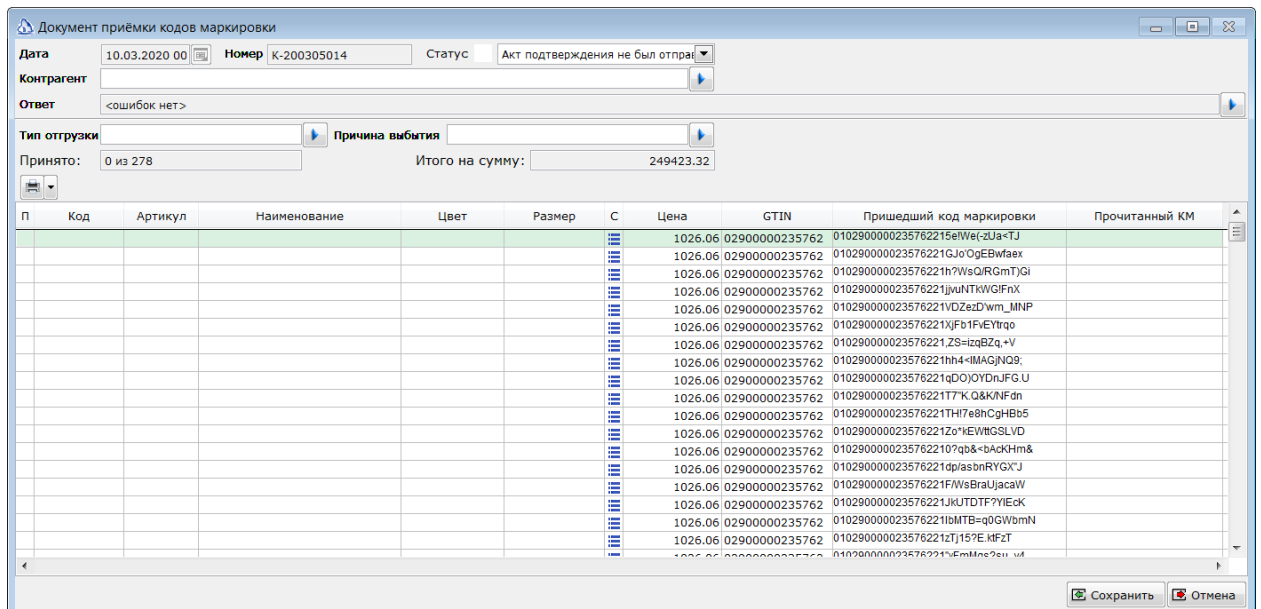 Документ приёмки кодов маркировки
Дата 10.03.2020 00 Номер K-200305014 Статус Акт подтверждения не был отправ
Контрагент
Ответ <ошибок нет>
Тип отгрузки Причина выбытия
Принято: 0 из 278 Итого на сумму: 249423.32
П Код Артикул Наименование Цвет Размер С Цена GTIN Пришедший код маркировки Прочитанный КМ
1026.06 02900000235762 0102900000235762215e!We(-zUa<TJ
1026.06 02900000235762 010290000023576221GJo'OgEBwfaex
1026.06 02900000235762 010290000023576221h?WsQ/RGmT)Gi
1026.06 02900000235762 010290000023576221jjvuNTkWG!FnX
1026.06 02900000235762 010290000023576221VDZezD'wm_MNP
1026.06 02900000235762 010290000023576221XjFb1FvEYtrqo
1026.06 02900000235762 010290000023576221,ZS=izqBZq,+V
1026.06 02900000235762 010290000023576221hh4<IMAGjNQ9;
1026.06 02900000235762 010290000023576221qDO)OYDnJFG.U
1026.06 02900000235762 010290000023576221T7"K.Q&K/NFdn
1026.06 02900000235762 010290000023576221TH!7e8hCgHBb5
1026.06 02900000235762 010290000023576221Zo*kEWttGSLVD
1026.06 02900000235762 0102900000235762210?qb&<bAcKHm&
1026.06 02900000235762 010290000023576221dp/asbnRYGX"J
1026.06 02900000235762 010290000023576221F/WsBraUjacaW
1026.06 02900000235762 010290000023576221JkUTDTF?YIEcK
1026.06 02900000235762 010290000023576221IbMTB=q0GWbmN
1026.06 02900000235762 010290000023576221zTj15?E.ktFzT
Сохранить Отмена